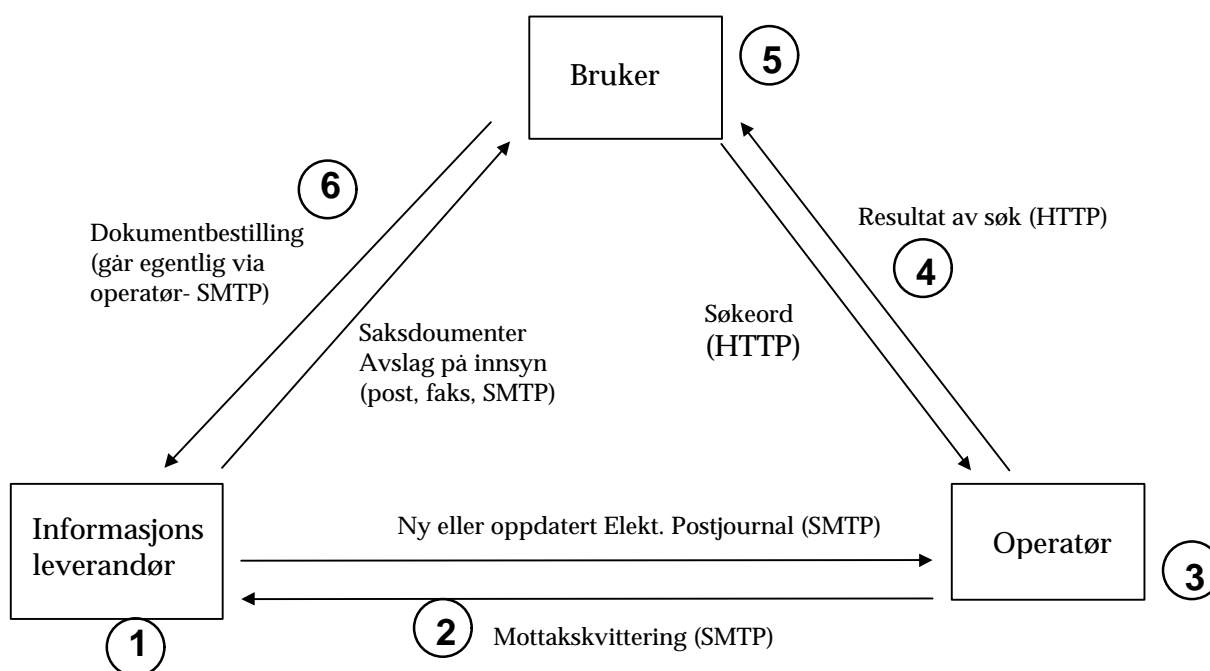 Bruker
5
6
Dokumentbestilling
(går egentlig via
operatør- SMTP)
Resultat av søk (HTTP)
4
Søkeord
(HTTP)
Saksdoumenter
Avslag på innsyn
(post, faks, SMTP)
Informasjons
leverandør
1
Ny eller oppdatert Elekt. Postjournal (SMTP)
Operatør
3
2
Mottakskvittering (SMTP)